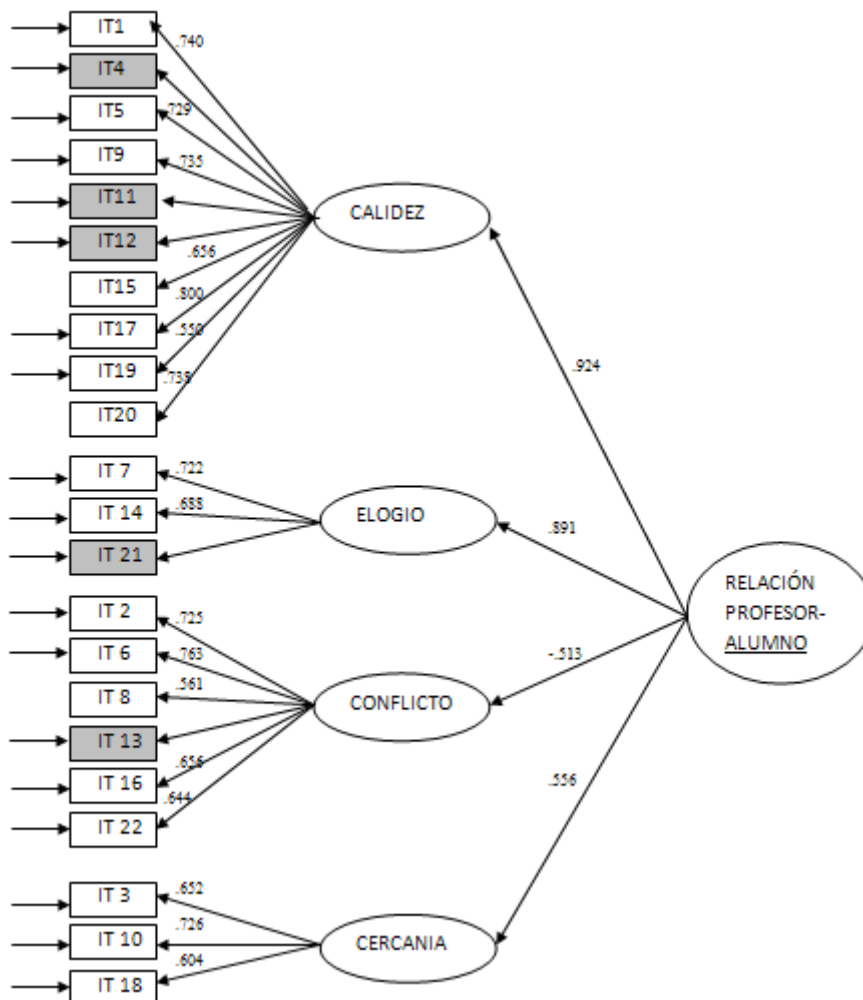 IT1
.740
IT4
IT5
.729
IT9
.735
IT11
IT12
.656
IT15
.800
IT17
.550
IT19
.738
IT20
CALIDEZ
.924
IT 7
.722
IT 14
.688
IT 21
ELOGIO
.891
RELACIÓN
PROFESOR-
ALUMNO
IT 2
.725
IT 6
.763
IT 8
.561
IT 13
IT 16
.656
.644
IT 22
CONFLICTO
-.513
.556
IT 3
.652
IT 10
.726
IT 18
.604
CERCANIA